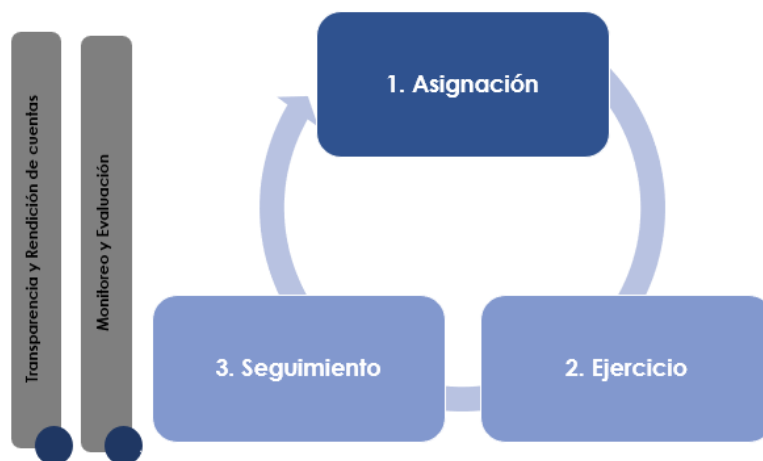 Transparencia y Rendición de cuentas
Monitoreo y Evaluación
1. Asignación
3. Seguimiento
2. Ejercicio